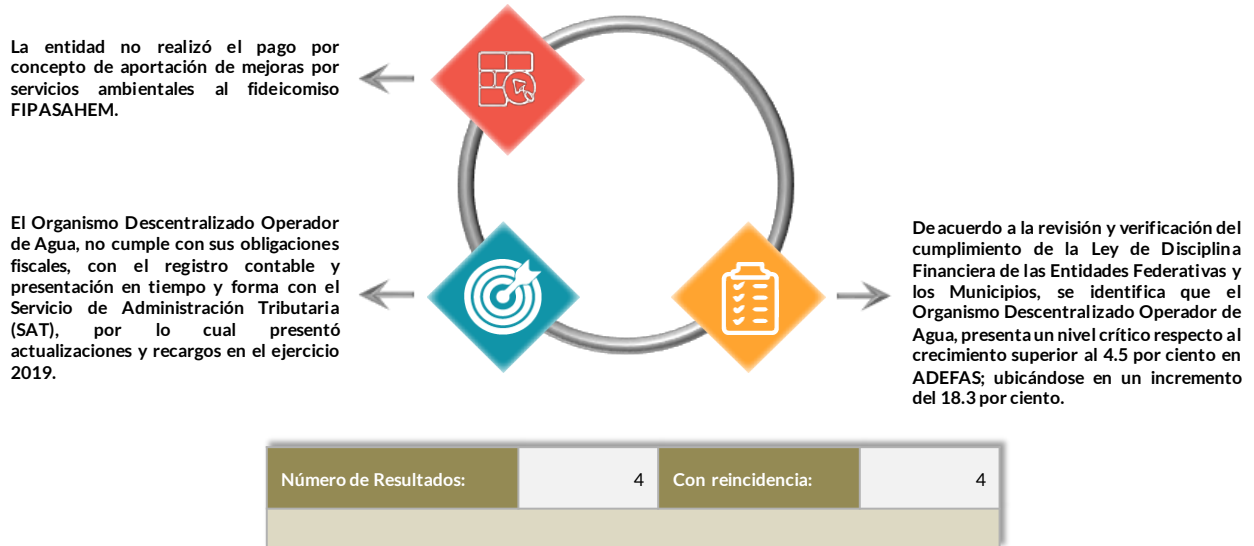 La entidad no realizó el pago por
concepto de aportación de mejoras por
servicios ambientales al fideicomiso
FIPASAHEM.
El Organismo Descentralizado Operador
de Agua, no cumple con sus obligaciones
fiscales, con el registro contable y
presentación en tiempo y forma con el
Servicio de Administración Tributaria
(SAT), por lo cual presentó
actualizaciones y recargos en el ejercicio
2019.
De acuerdo a la revisión y verificación del
cumplimiento de la Ley de Disciplina
Financiera de las Entidades Federativas y
los Municipios, se identifica que el
Organismo Descentralizado Operador de
Agua, presenta un nivel crítico respecto al
crecimiento superior al 4.5 por ciento en
ADEFAS; ubicándose en un incremento
del 18.3 por ciento.
Número de Resultados: 4 Con reincidencia: 4